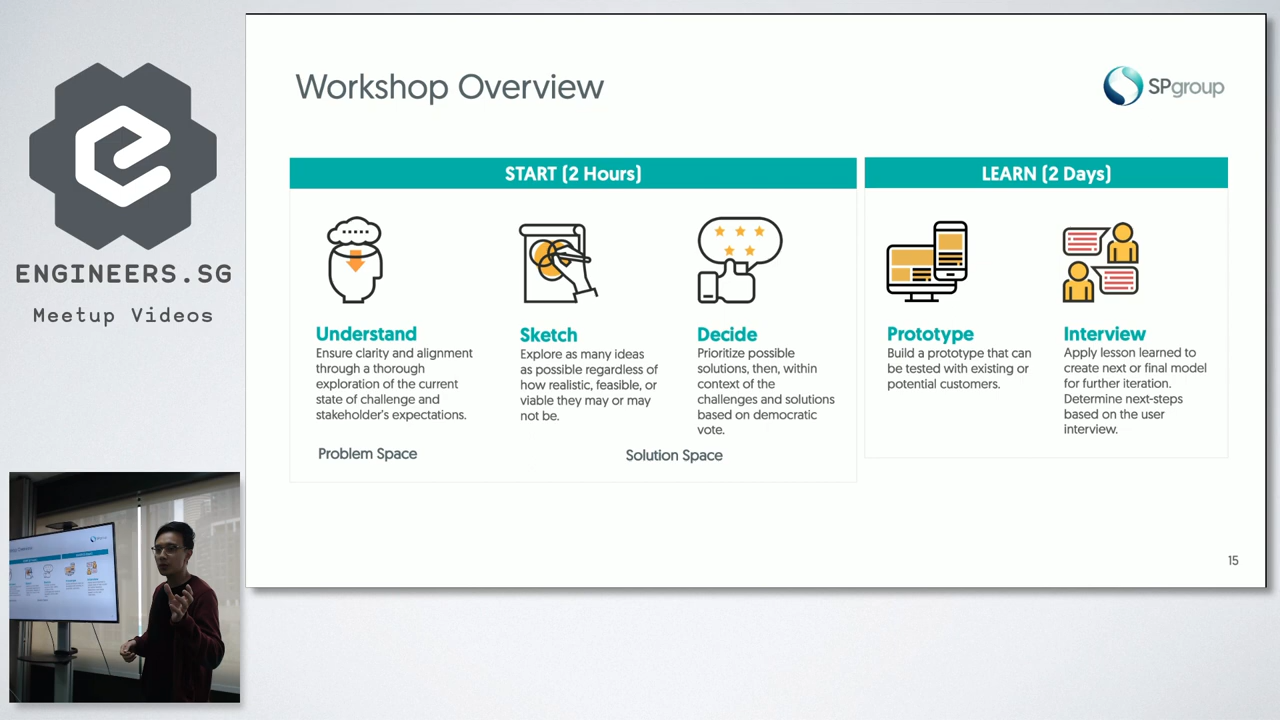 ENGINEERS.SG
Meetup Videos
Workshop Overview
SPgroup
START (2 Hours)
LEARN (2 Days)
Understand
Ensure clarity and alignment
through a thorough
exploration of the current
state of challenge and
stakeholder's expectations.
Sketch
Explore as many ideas
as possible regardless of
how realistic, feasible, or
viable they may or may
not be.
Decide
Prioritize possible
solutions, then, within
context of the
challenges and solutions
based on democratic
vote.
Problem Space
Solution Space
Prototype
Build a prototype that can
be tested with existing or
potential customers.
Interview
Apply lesson learned to
create next or final model
for further iteration.
Determine next-steps
based on the user
interview.
15